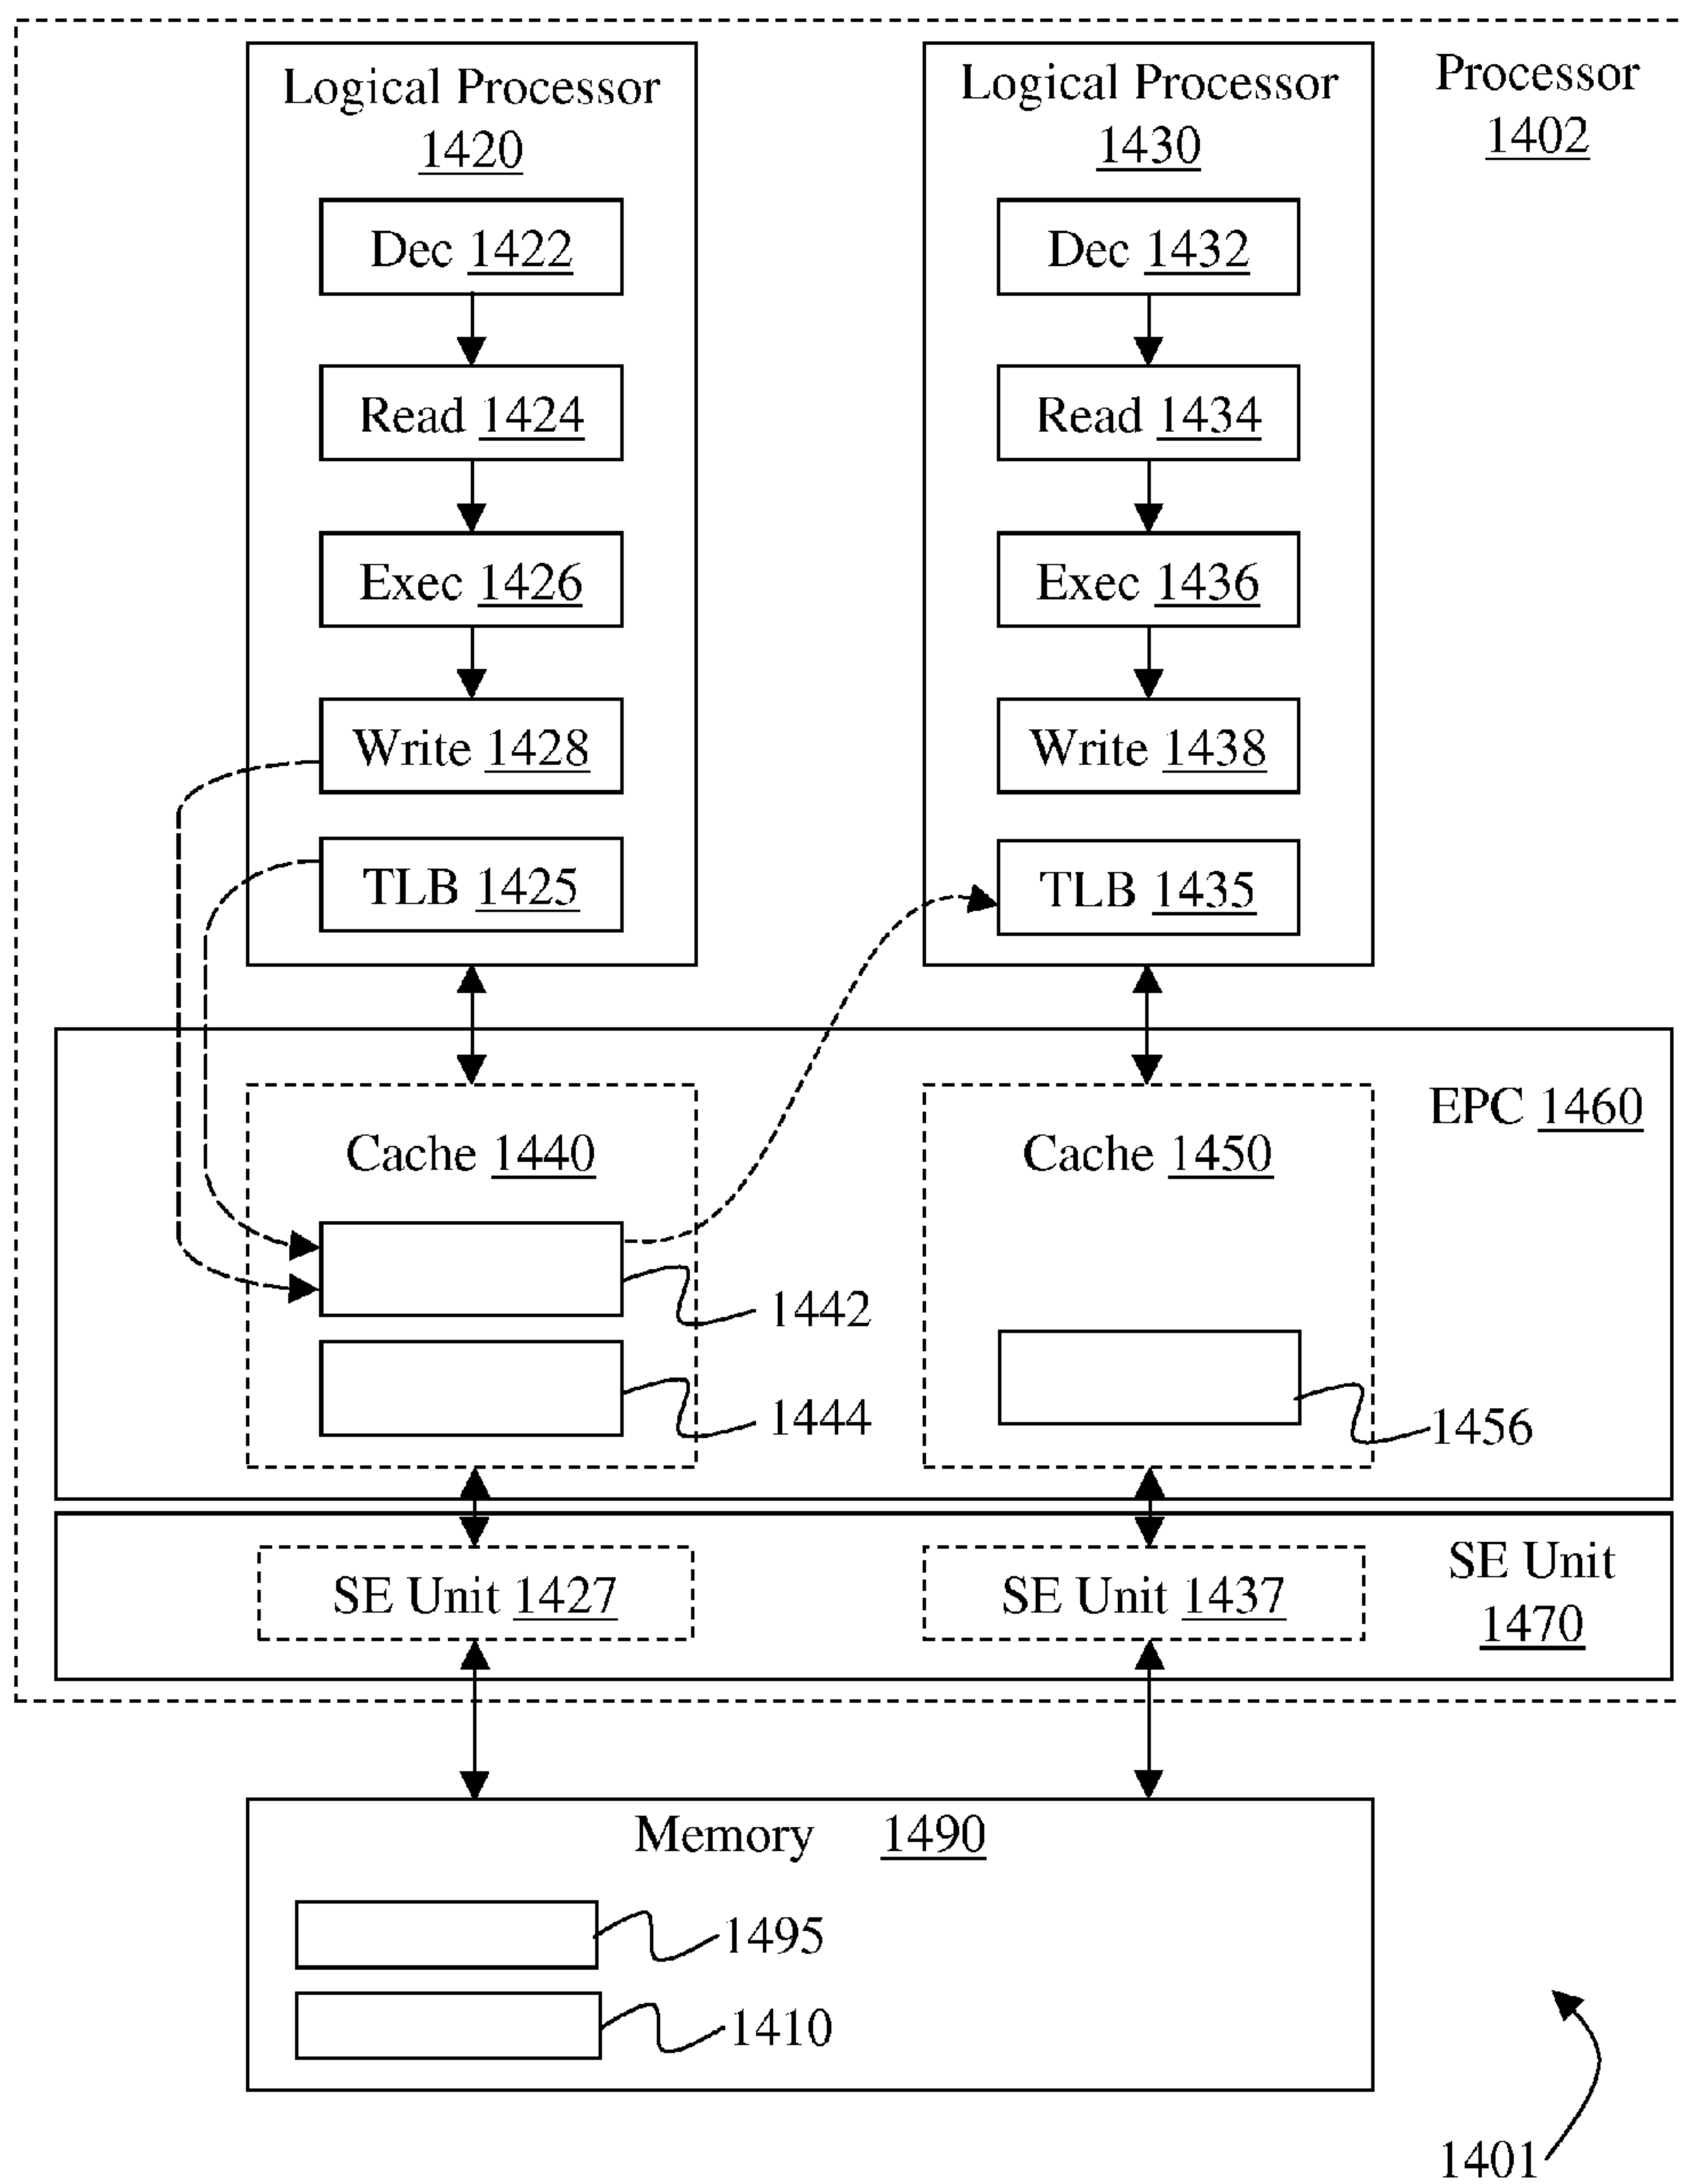 Logical Processor
1420
Logical Processor
1430
Processor
1402
Dec 1422
Dec 1432
Read 1424
Read 1434
Exec 1426
Exec 1436
Write 1428
Write 1438
TLB 1425
TLB 1435
EPC 1460
Cache 1440
Cache 1450
1442
1444
1456
SE Unit 1427
SE Unit 1437
SE Unit
1470
Memory 1490
1495
1410
1401